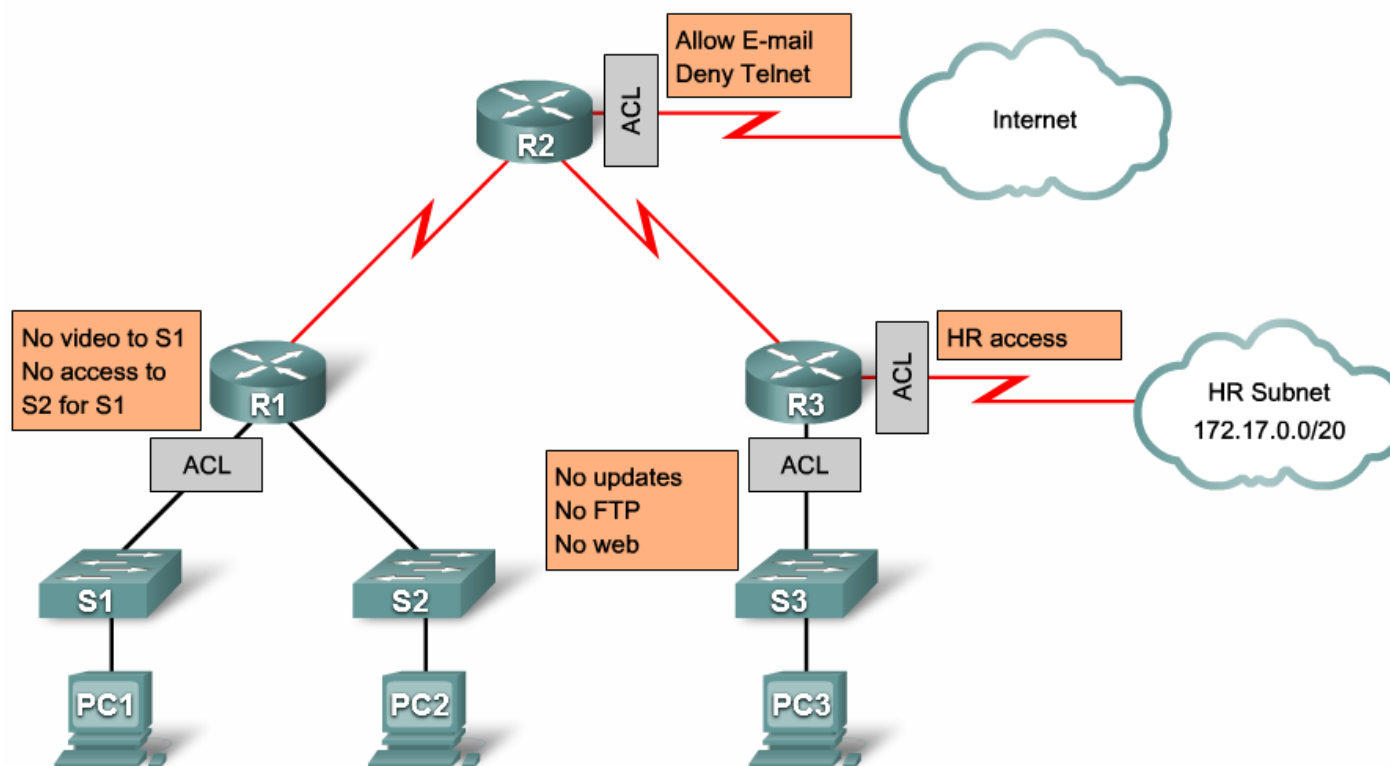 Allow E-mail
Deny Telnet
ACL
R2
Internet
No video to S1
No access to
S2 for S1
R1
ACL
HR access
R3
ACL
HR Subnet
172.17.0.0/20
No updates
No FTP
No web
ACL
S1
S2
S3
PC1
PC2
PC3